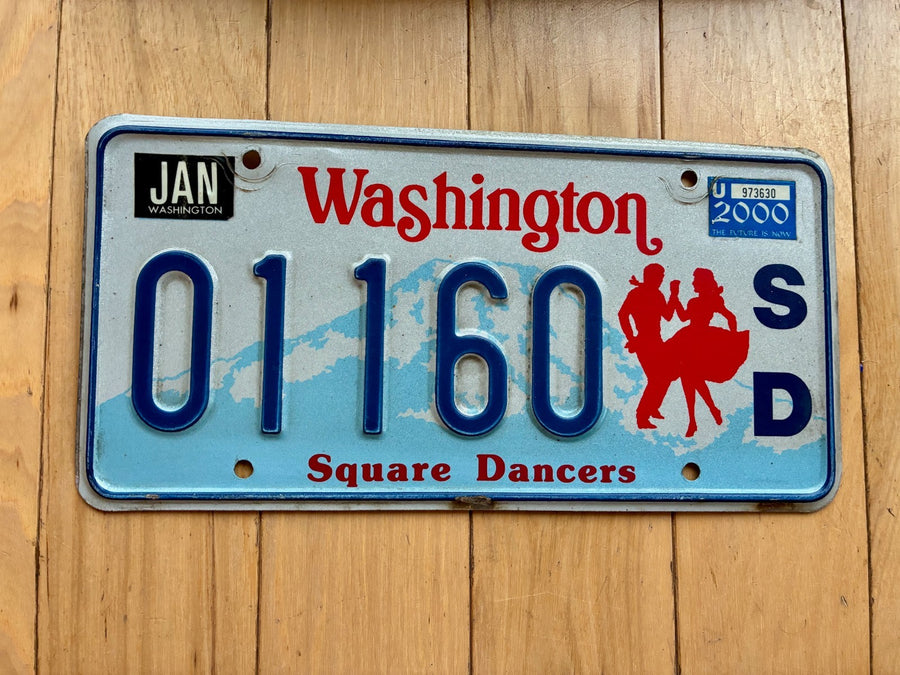 JAN
WASHINGTON
Washington
U 973630
2000
THE FUTURE IS NOW
01160
S
D
Square Dancers